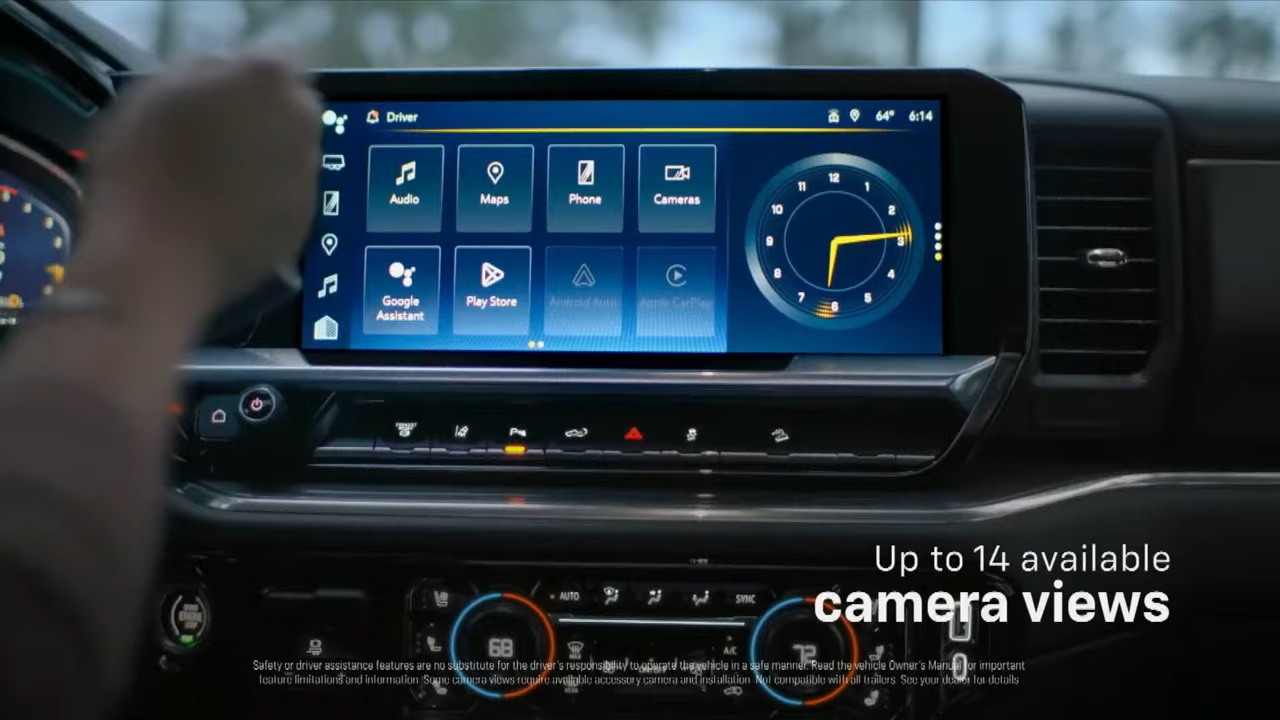 Driver
64° 6:14
Audio
Maps
Phone
Cameras
Google
Assistant
Play Store
Android Auto
Apple CarPlay
12
1
2
3
4
5
6
7
8
9
10
11
AUTO
SYNC
68
72
A/C
MAX
REAR
Up to 14 available
camera views
Safety or driver assistance features are no substitute for the driver's responsibility to operate the vehicle in a safe manner. Read the vehicle Owner's Manual for important
feature limitations and information. Some camera views require available accessory camera and installation. Not compatible with all trailers. See your dealer for details